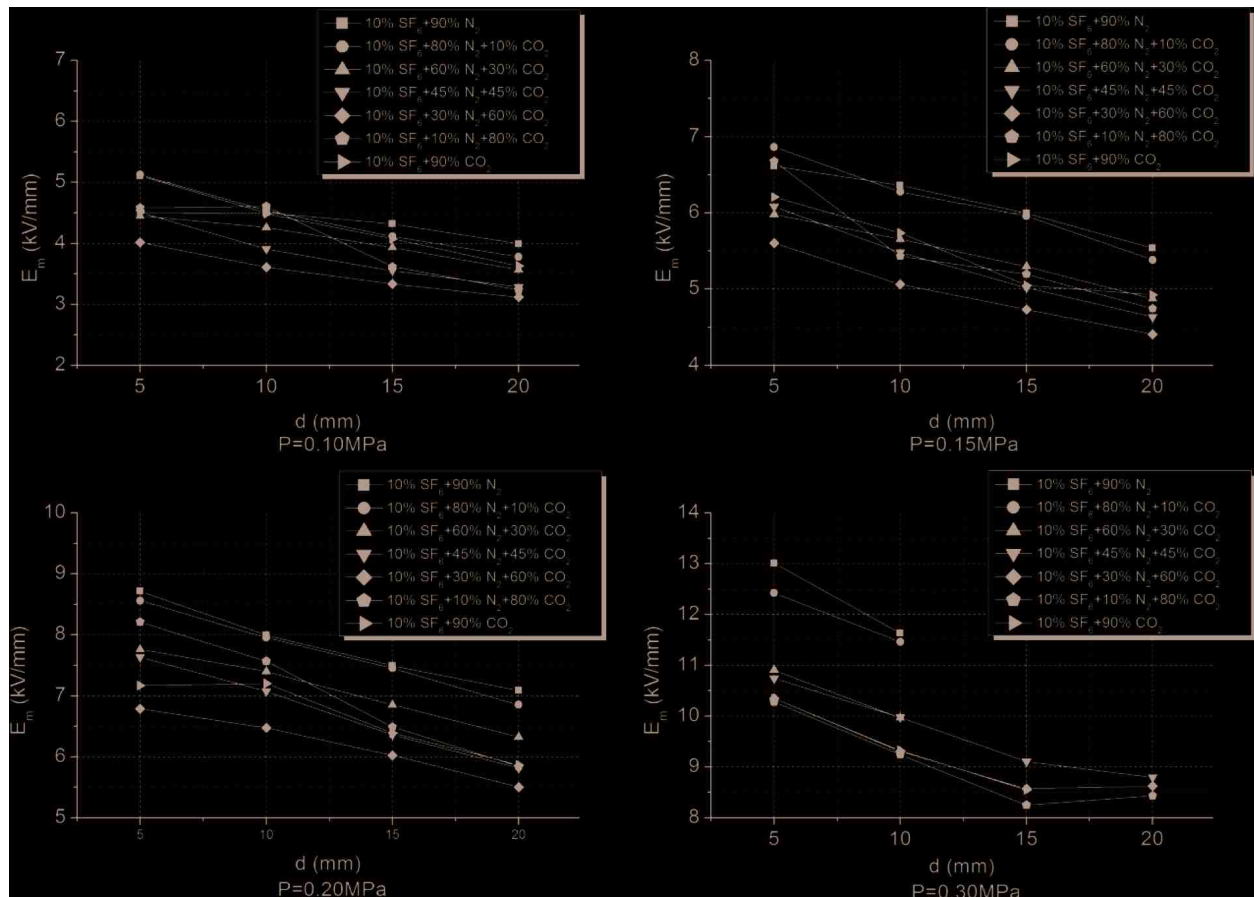 10% SF₆+90% N₂
10% SF₆+80% N₂+10% CO₂
10% SF₆+60% N₂+30% CO₂
10% SF₆+45% N₂+45% CO₂
10% SF₆+30% N₂+60% CO₂
10% SF₆+10% N₂+80% CO₂
10% SF₆+90% CO₂
7
6
5
4
3
2
Eₘ (kV/mm)
5 10 15 20
d (mm)
P=0.10MPa
10% SF₆+90% N₂
10% SF₆+80% N₂+10% CO₂
10% SF₆+60% N₂+30% CO₂
10% SF₆+45% N₂+45% CO₂
10% SF₆+30% N₂+60% CO₂
10% SF₆+10% N₂+80% CO₂
10% SF₆+90% CO₂
8
7
6
5
4
Eₘ (kV/mm)
5 10 15 20
d (mm)
P=0.15MPa
10% SF₆+90% N₂
10% SF₆+80% N₂+10% CO₂
10% SF₆+60% N₂+30% CO₂
10% SF₆+45% N₂+45% CO₂
10% SF₆+30% N₂+60% CO₂
10% SF₆+10% N₂+80% CO₂
10% SF₆+90% CO₂
10
9
8
7
6
5
Eₘ (kV/mm)
5 10 15 20
d (mm)
P=0.20MPa
10% SF₆+90% N₂
10% SF₆+80% N₂+10% CO₂
10% SF₆+60% N₂+30% CO₂
10% SF₆+45% N₂+45% CO₂
10% SF₆+30% N₂+60% CO₂
10% SF₆+10% N₂+80% CO₂
10% SF₆+90% CO₂
14
13
12
11
10
9
8
Eₘ (kV/mm)
5 10 15 20
d (mm)
P=0.30MPa